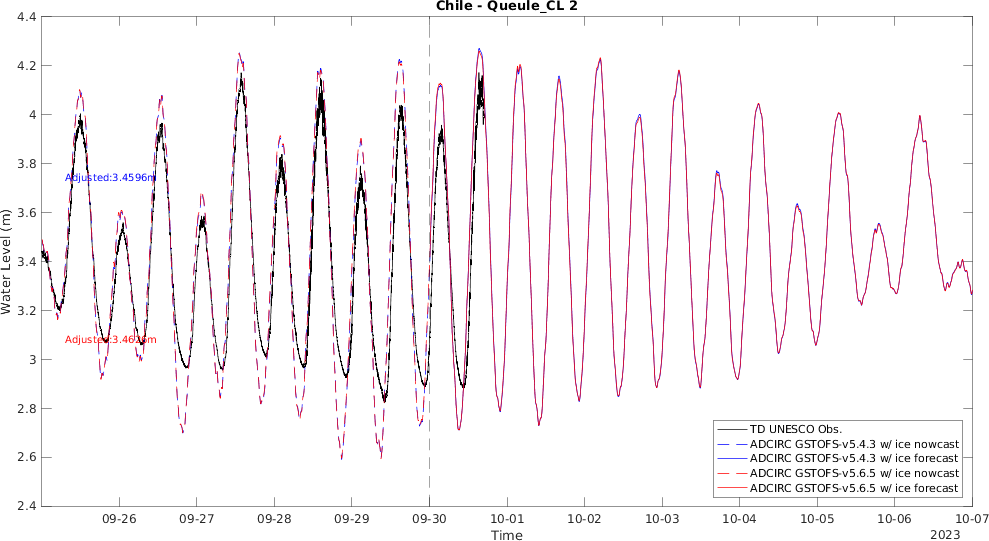 Chile - Queule_CL 2
4.4
4.2
4
3.8
3.6
3.4
3.2
3
2.8
2.6
2.4
Water Level (m)
Adjusted:3.4596m
Adjusted:3.4626m
TD UNESCO Obs.
ADCIRC GSTOFS-v5.4.3 w/ ice nowcast
ADCIRC GSTOFS-v5.4.3 w/ ice forecast
ADCIRC GSTOFS-v5.6.5 w/ ice nowcast
ADCIRC GSTOFS-v5.6.5 w/ ice forecast
09-26 09-27 09-28 09-29 09-30 10-01 10-02 10-03 10-04 10-05 10-06 10-07
Time
2023